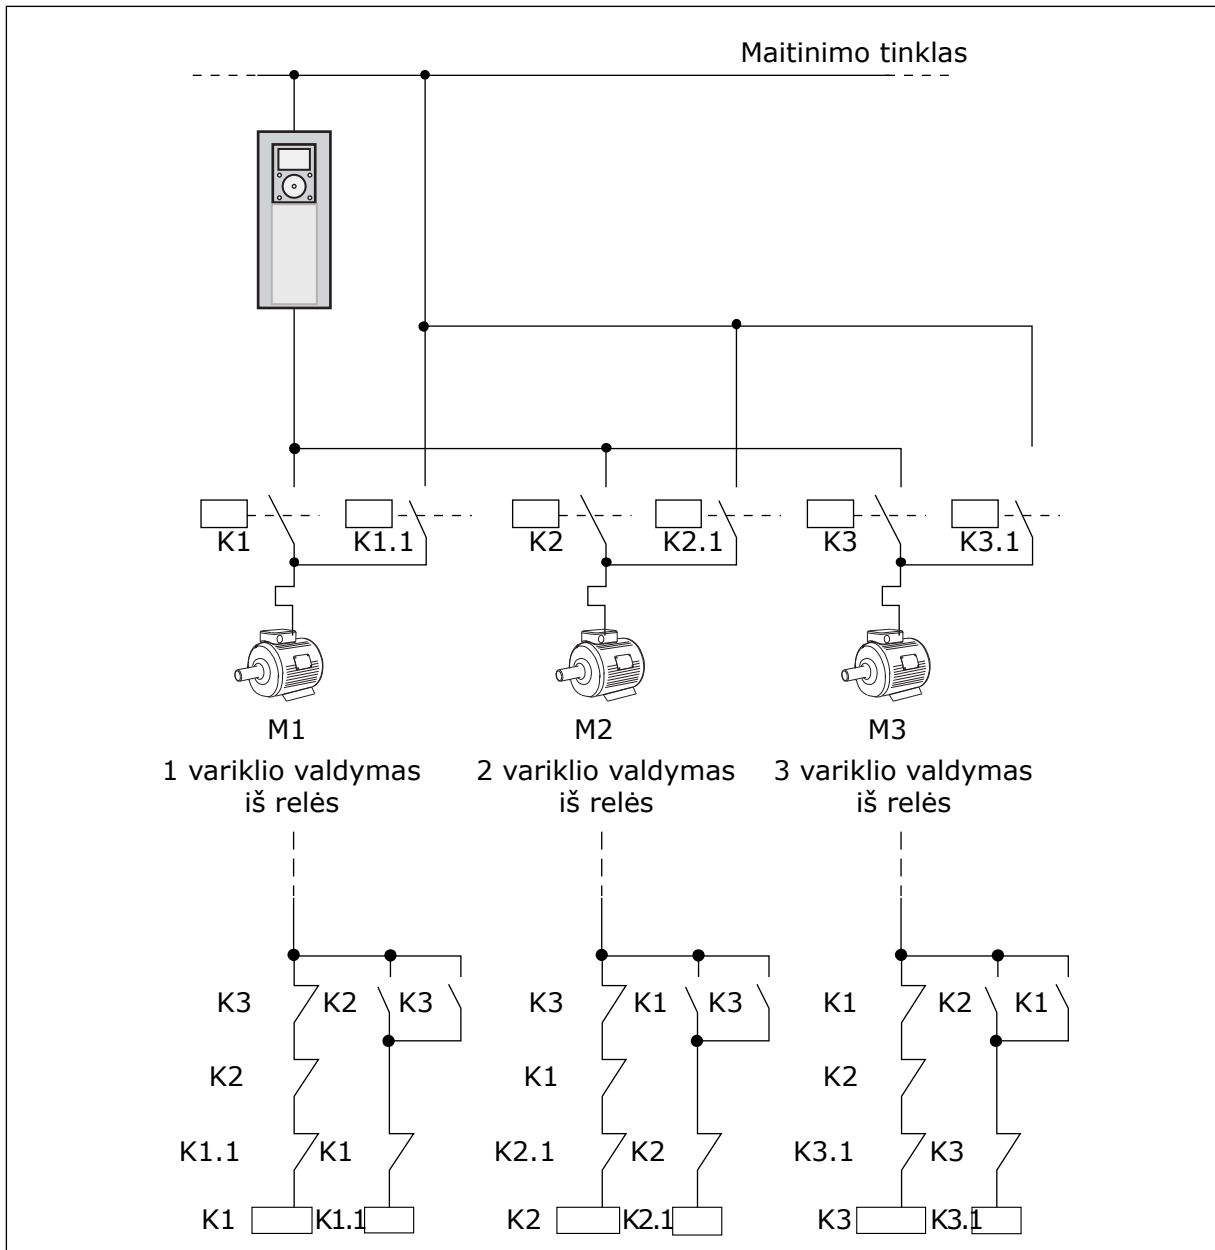 Maitinimo tinklas
K1 K1.1 K2 K2.1 K3 K3.1
M1 M2 M3
1 variklio valdymas 2 variklio valdymas 3 variklio valdymas
iš relės iš relės iš relės
K3 K2 K3 K3 K1 K3 K1 K2 K1
K2 K1 K2
K1.1 K1 K2.1 K2 K3.1 K3
K1 K1.1 K2 K2.1 K3 K3.1